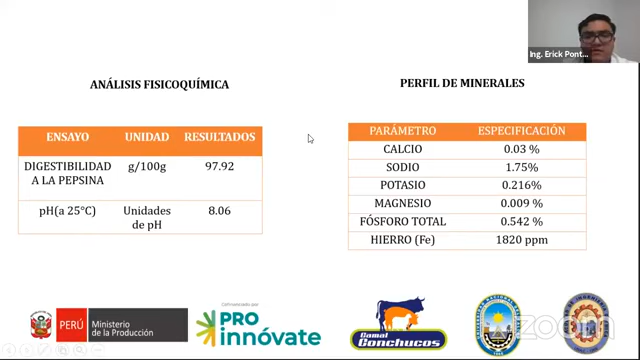 Ing. Erick Pont...
ANÁLISIS FISICOQUÍMICA
ENSAYO UNIDAD RESULTADOS
DIGESTIBILIDAD A LA PEPSINA g/100g 97.92
pH(a 25°C) Unidades de pH 8.06
PERFIL DE MINERALES
PARÁMETRO ESPECIFICACIÓN
CALCIO 0.03 %
SODIO 1.75%
POTASIO 0.216%
MAGNESIO 0.009 %
FÓSFORO TOTAL 0.542 %
HIERRO (Fe) 1820 ppm
PERÚ
Ministerio
de la Producción
Cofinanciado por:
PRO
innóvate
Camal
Conchucos
zoom